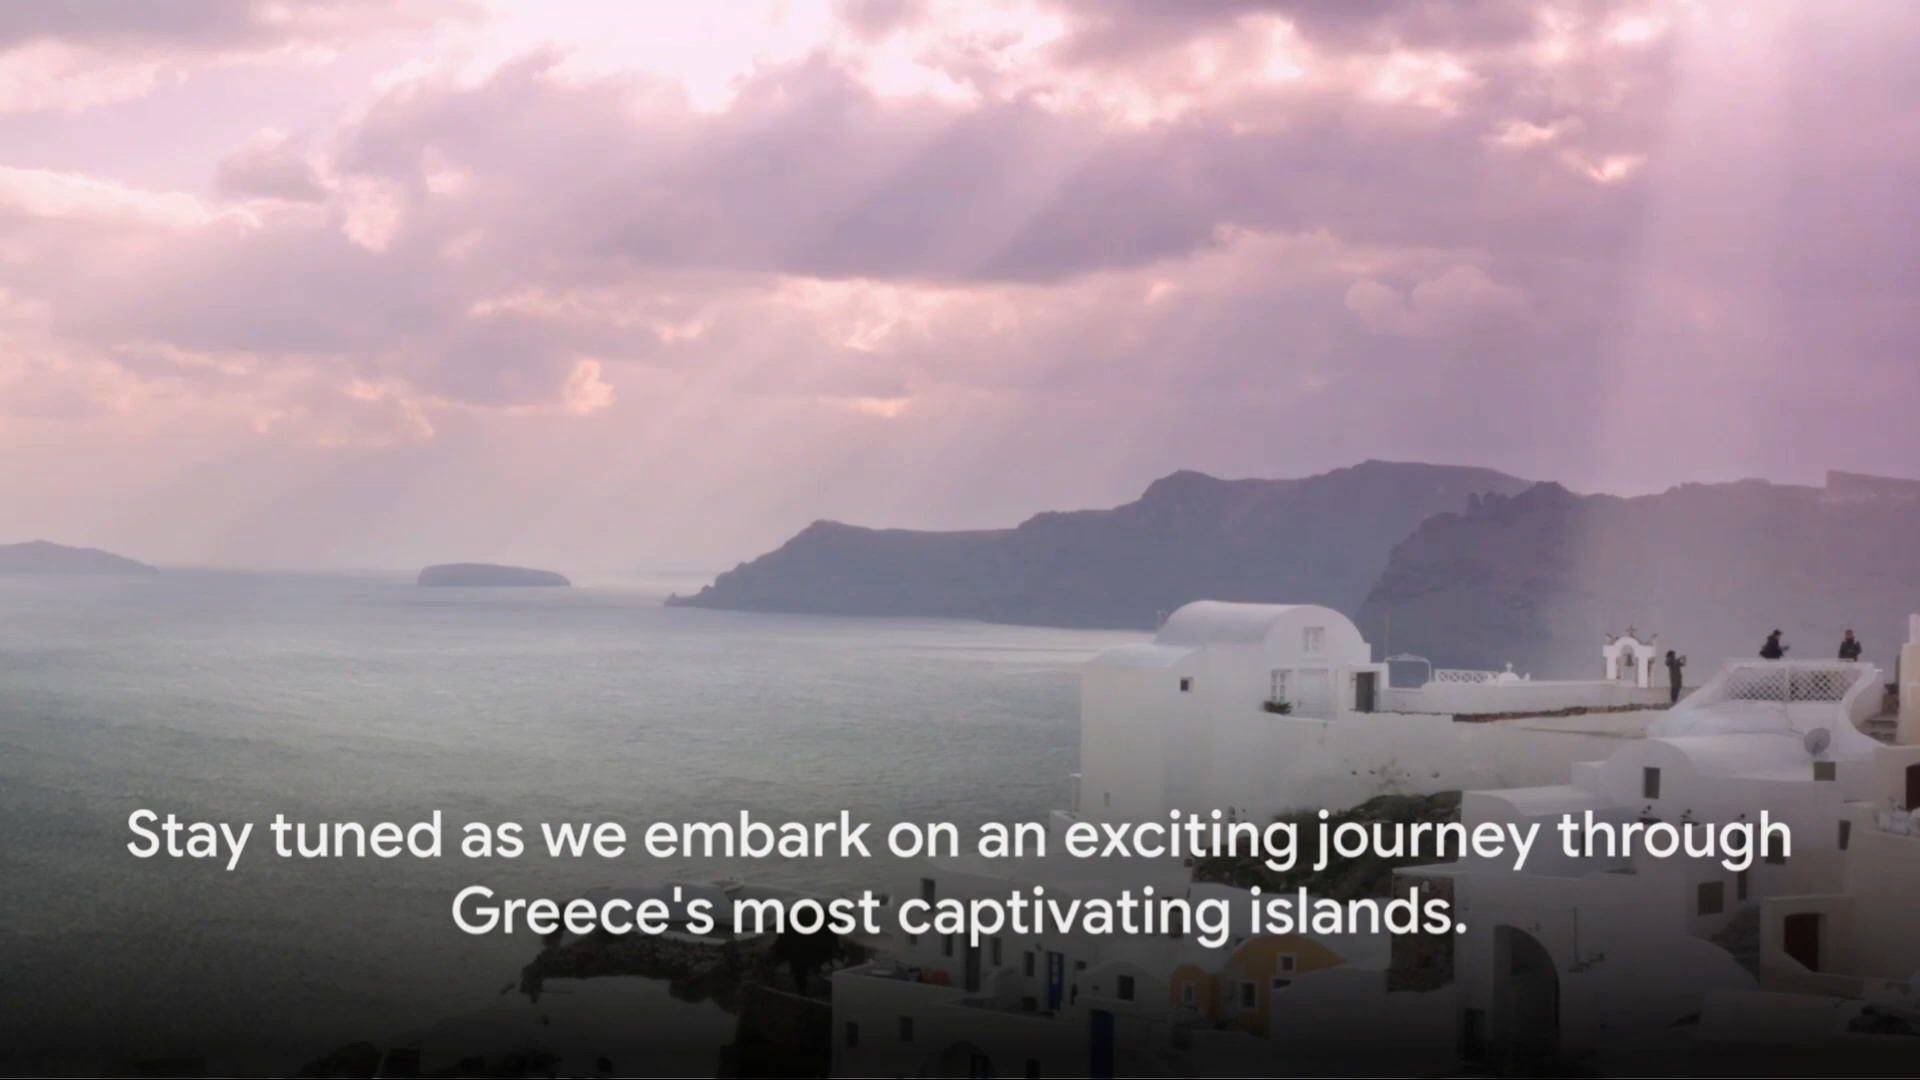 Stay tuned as we embark on an exciting journey through
Greece's most captivating islands.